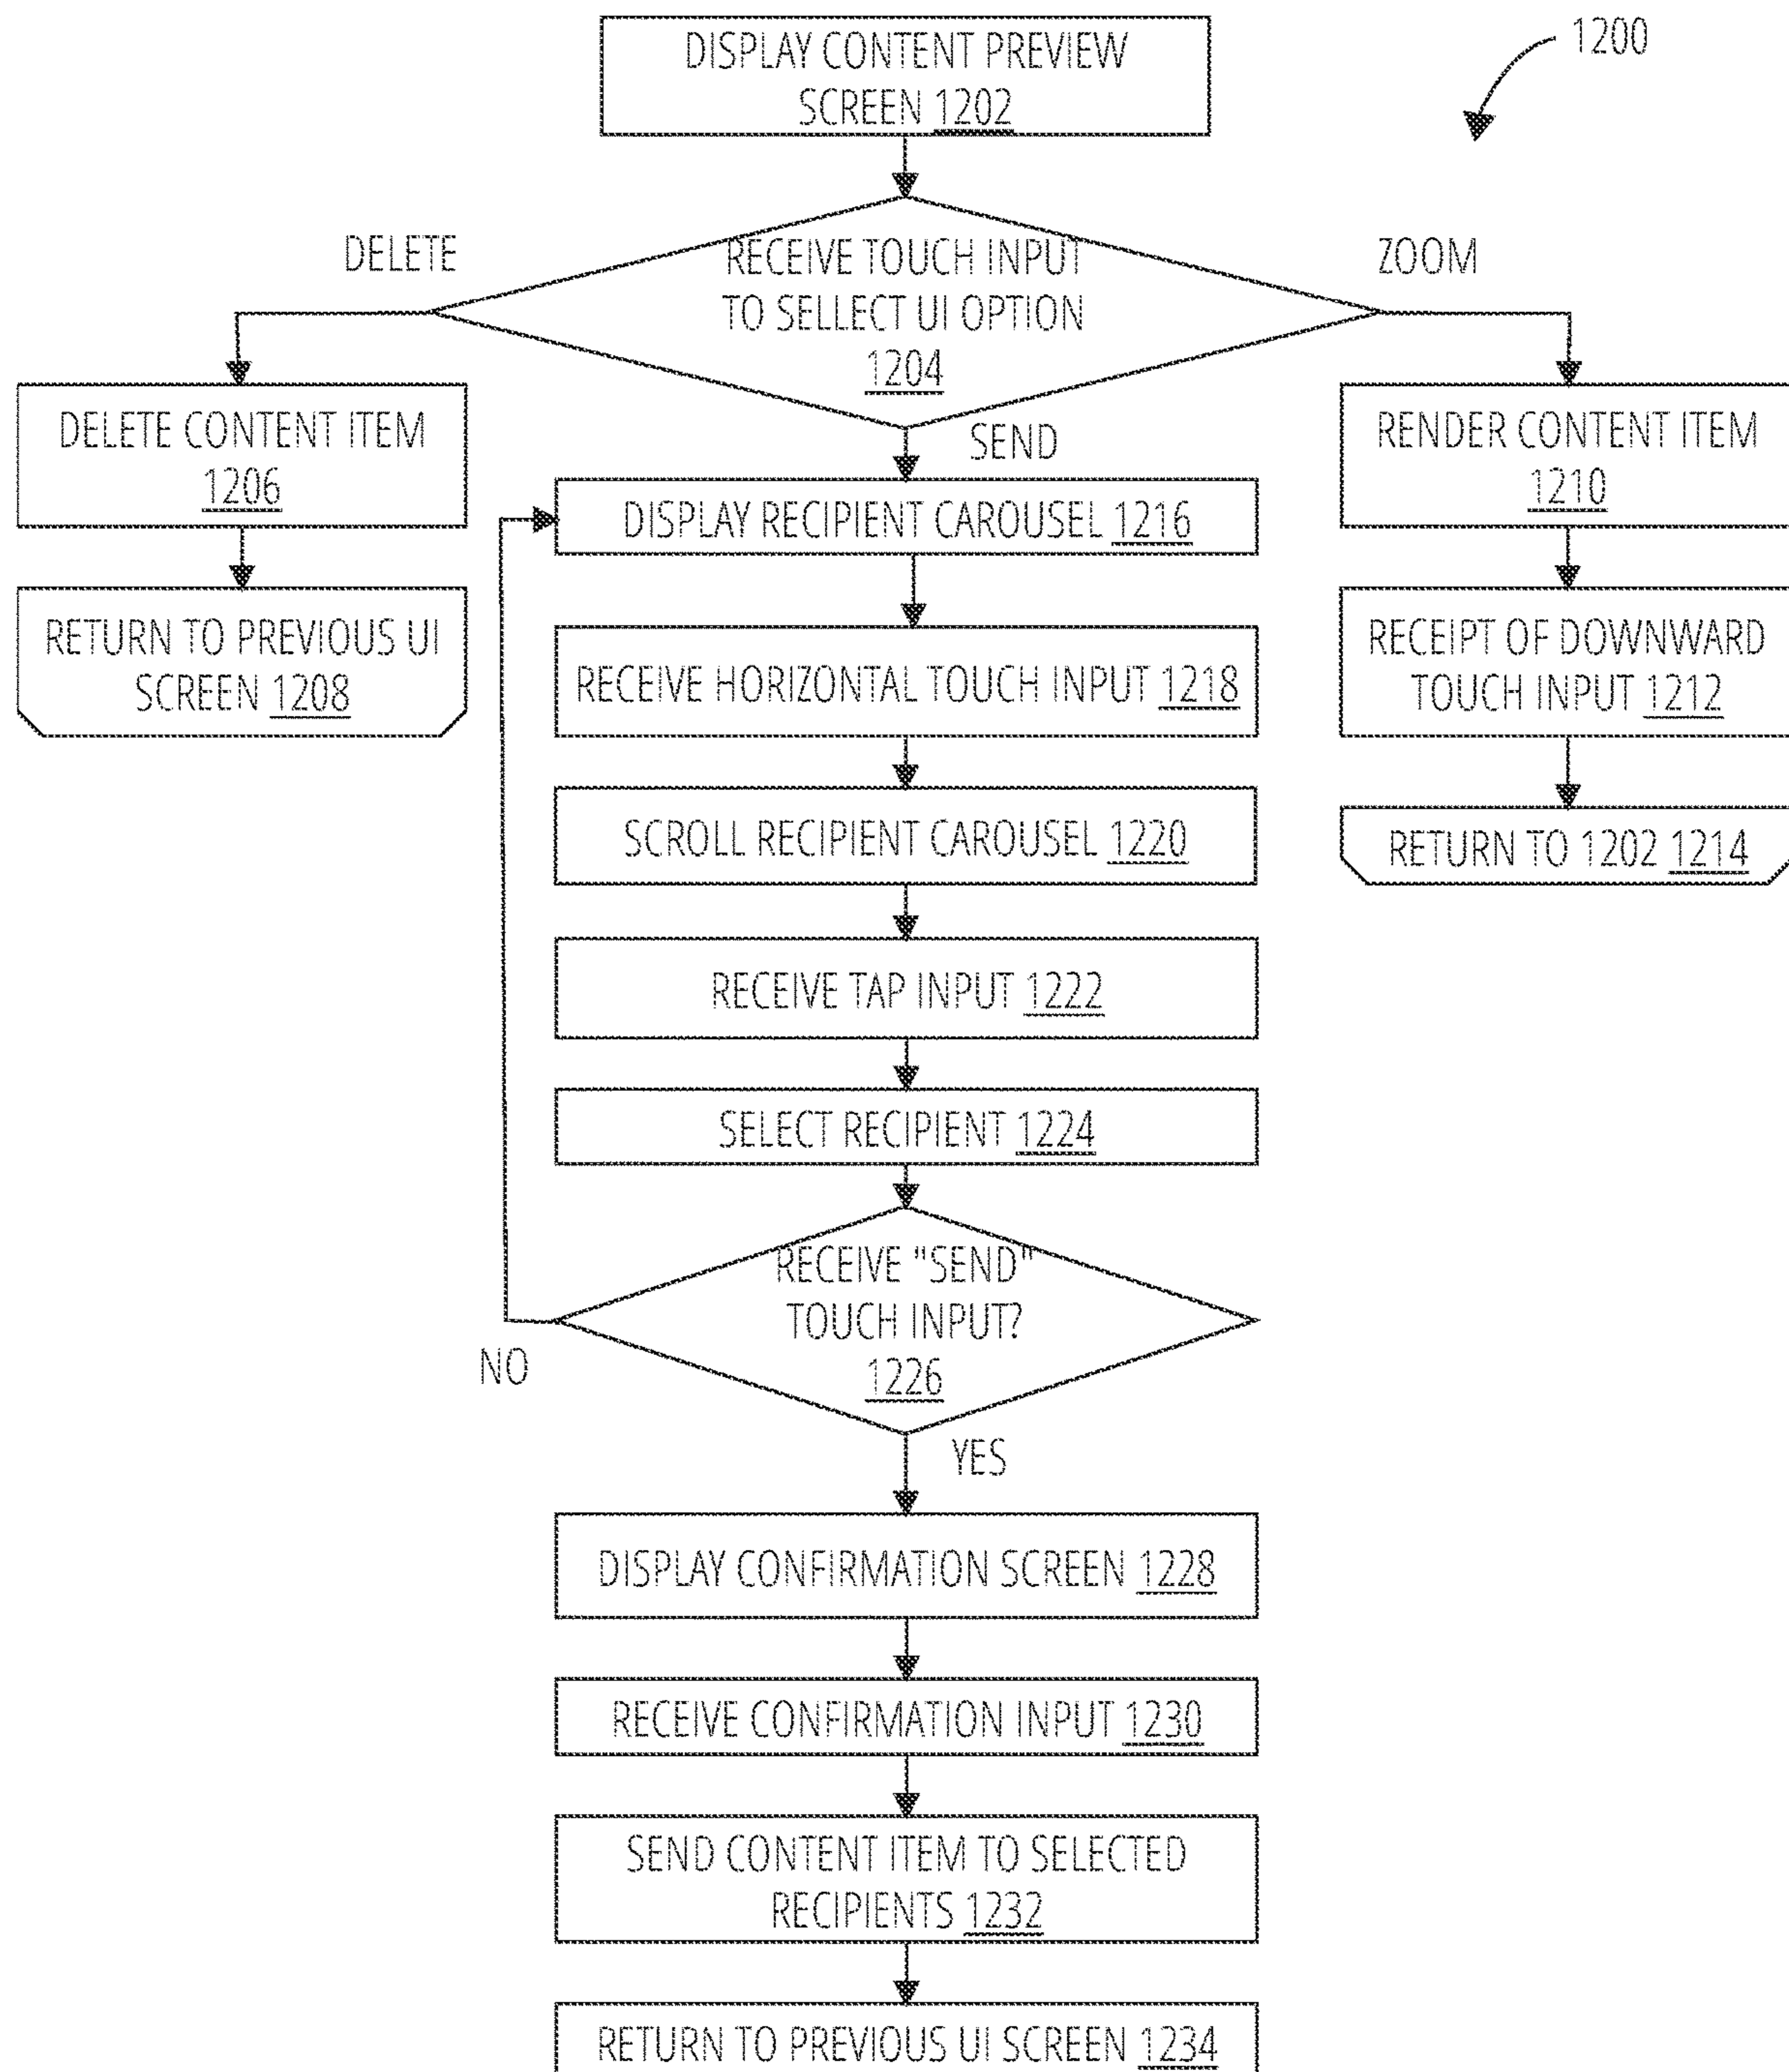 DISPLAY CONTENT PREVIEW
SCREEN 1202
1200
DELETE
RECEIVE TOUCH INPUT
TO SELLECT UI OPTION
1204
ZOOM
SEND
DELETE CONTENT ITEM
1206
RETURN TO PREVIOUS UI
SCREEN 1208
RENDER CONTENT ITEM
1210
RECEIPT OF DOWNWARD
TOUCH INPUT 1212
RETURN TO 1202 1214
DISPLAY RECIPIENT CAROUSEL 1216
RECEIVE HORIZONTAL TOUCH INPUT 1218
SCROLL RECIPIENT CAROUSEL 1220
RECEIVE TAP INPUT 1222
SELECT RECIPIENT 1224
RECEIVE "SEND"
TOUCH INPUT?
1226
NO
YES
DISPLAY CONFIRMATION SCREEN 1228
RECEIVE CONFIRMATION INPUT 1230
SEND CONTENT ITEM TO SELECTED
RECIPIENTS 1232
RETURN TO PREVIOUS UI SCREEN 1234